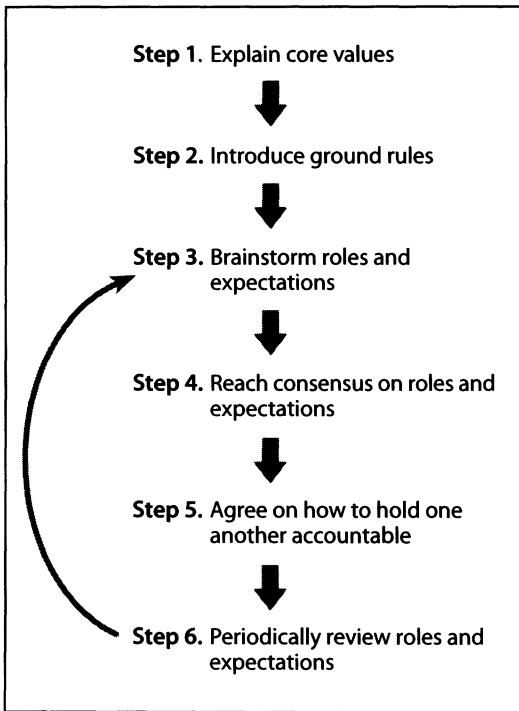 Step 1. Explain core values
Step 2. Introduce ground rules
Step 3. Brainstorm roles and
expectations
Step 4. Reach consensus on roles and
expectations
Step 5. Agree on how to hold one
another accountable
Step 6. Periodically review roles and
expectations